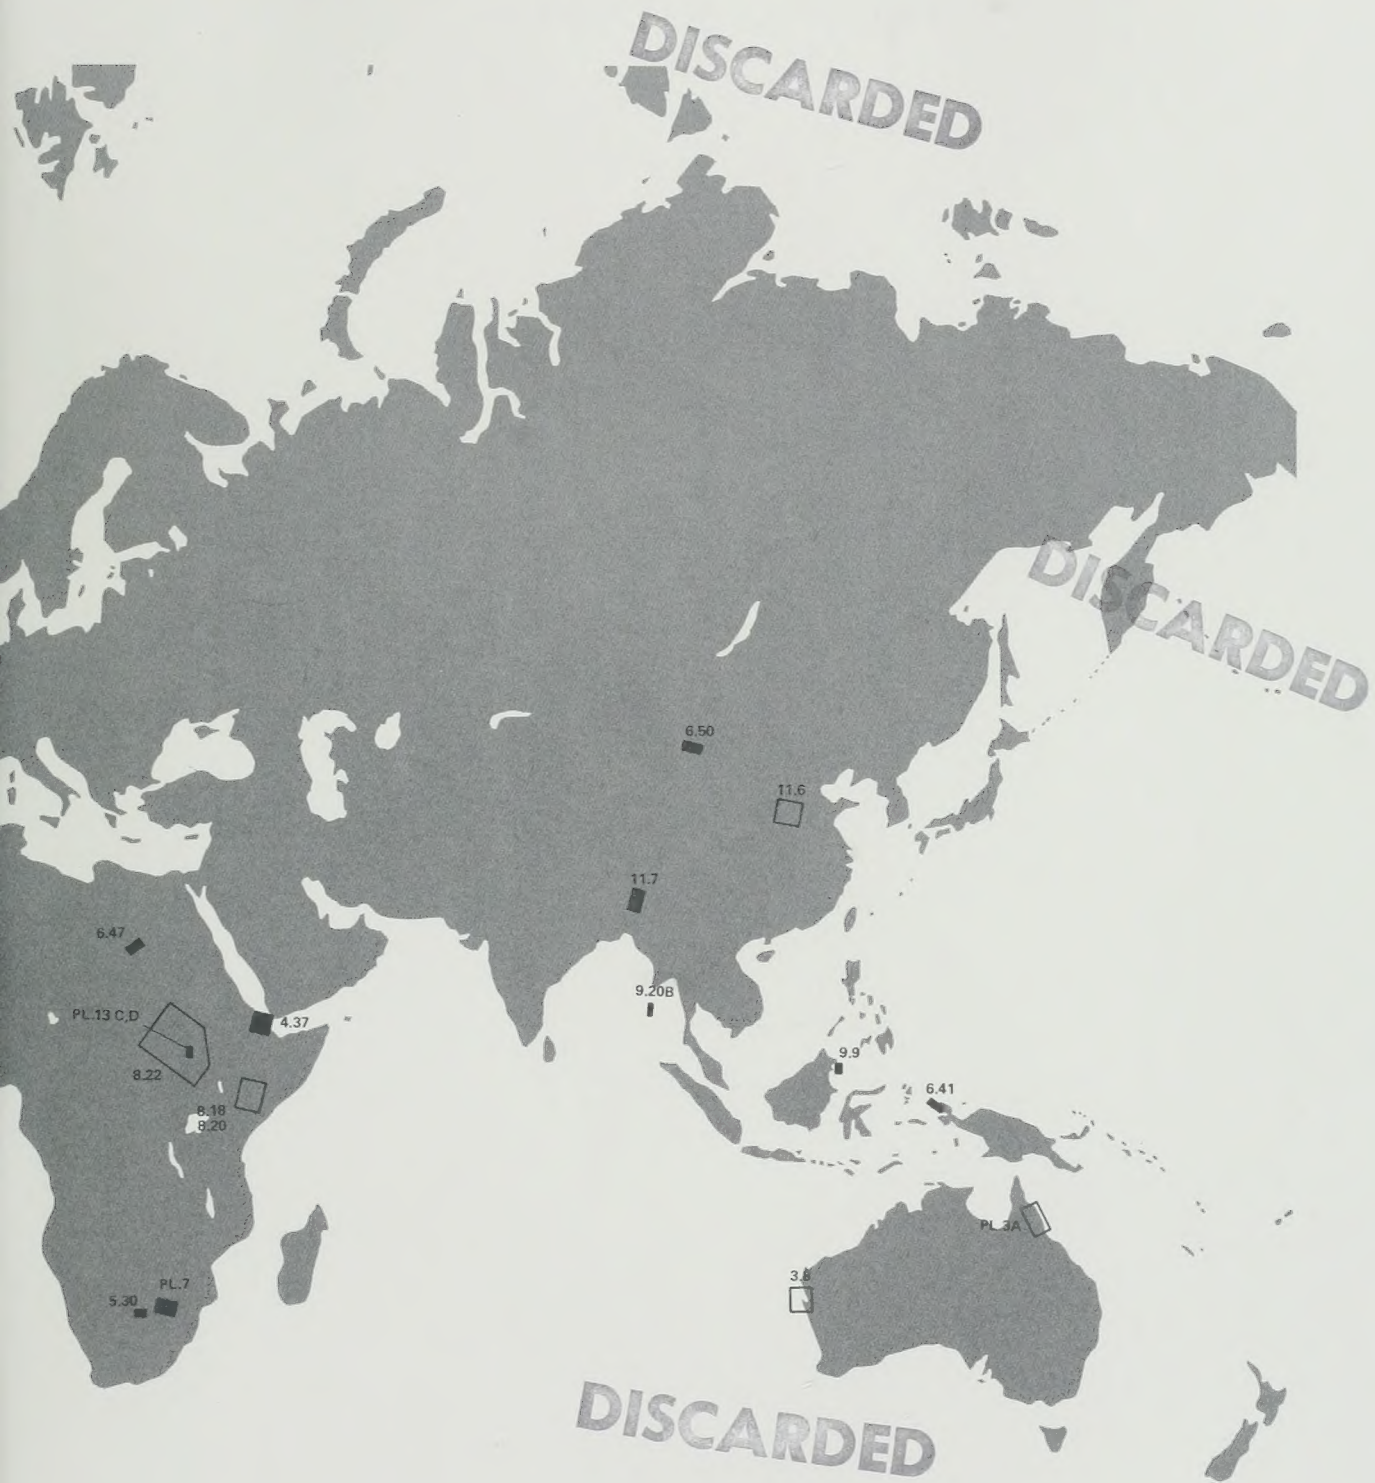 DISCARDED
DISCARDED
6.50
11.6
11.7
6.47
9.20B
PL.13 C,D
4.37
9.9
8.22
6.41
8.18
8.20
PL.3A
3.8
PL.7
5.30
DISCARDED